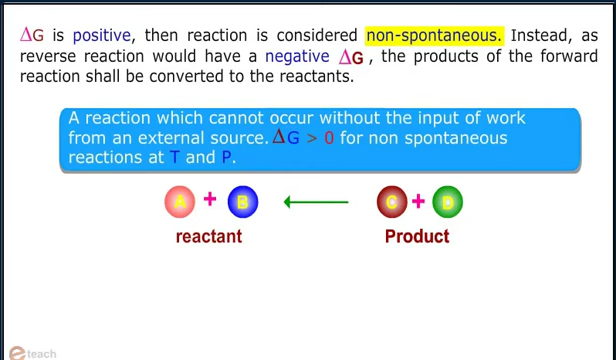 ΔG is positive, then reaction is considered non-spontaneous. Instead, as
reverse reaction would have a negative ΔG , the products of the forward
reaction shall be converted to the reactants.
A reaction which cannot occur without the input of work
from an external source. ΔG > 0 for non spontaneous
reactions at T and P.
A + B ← C + D
reactant Product
e teach